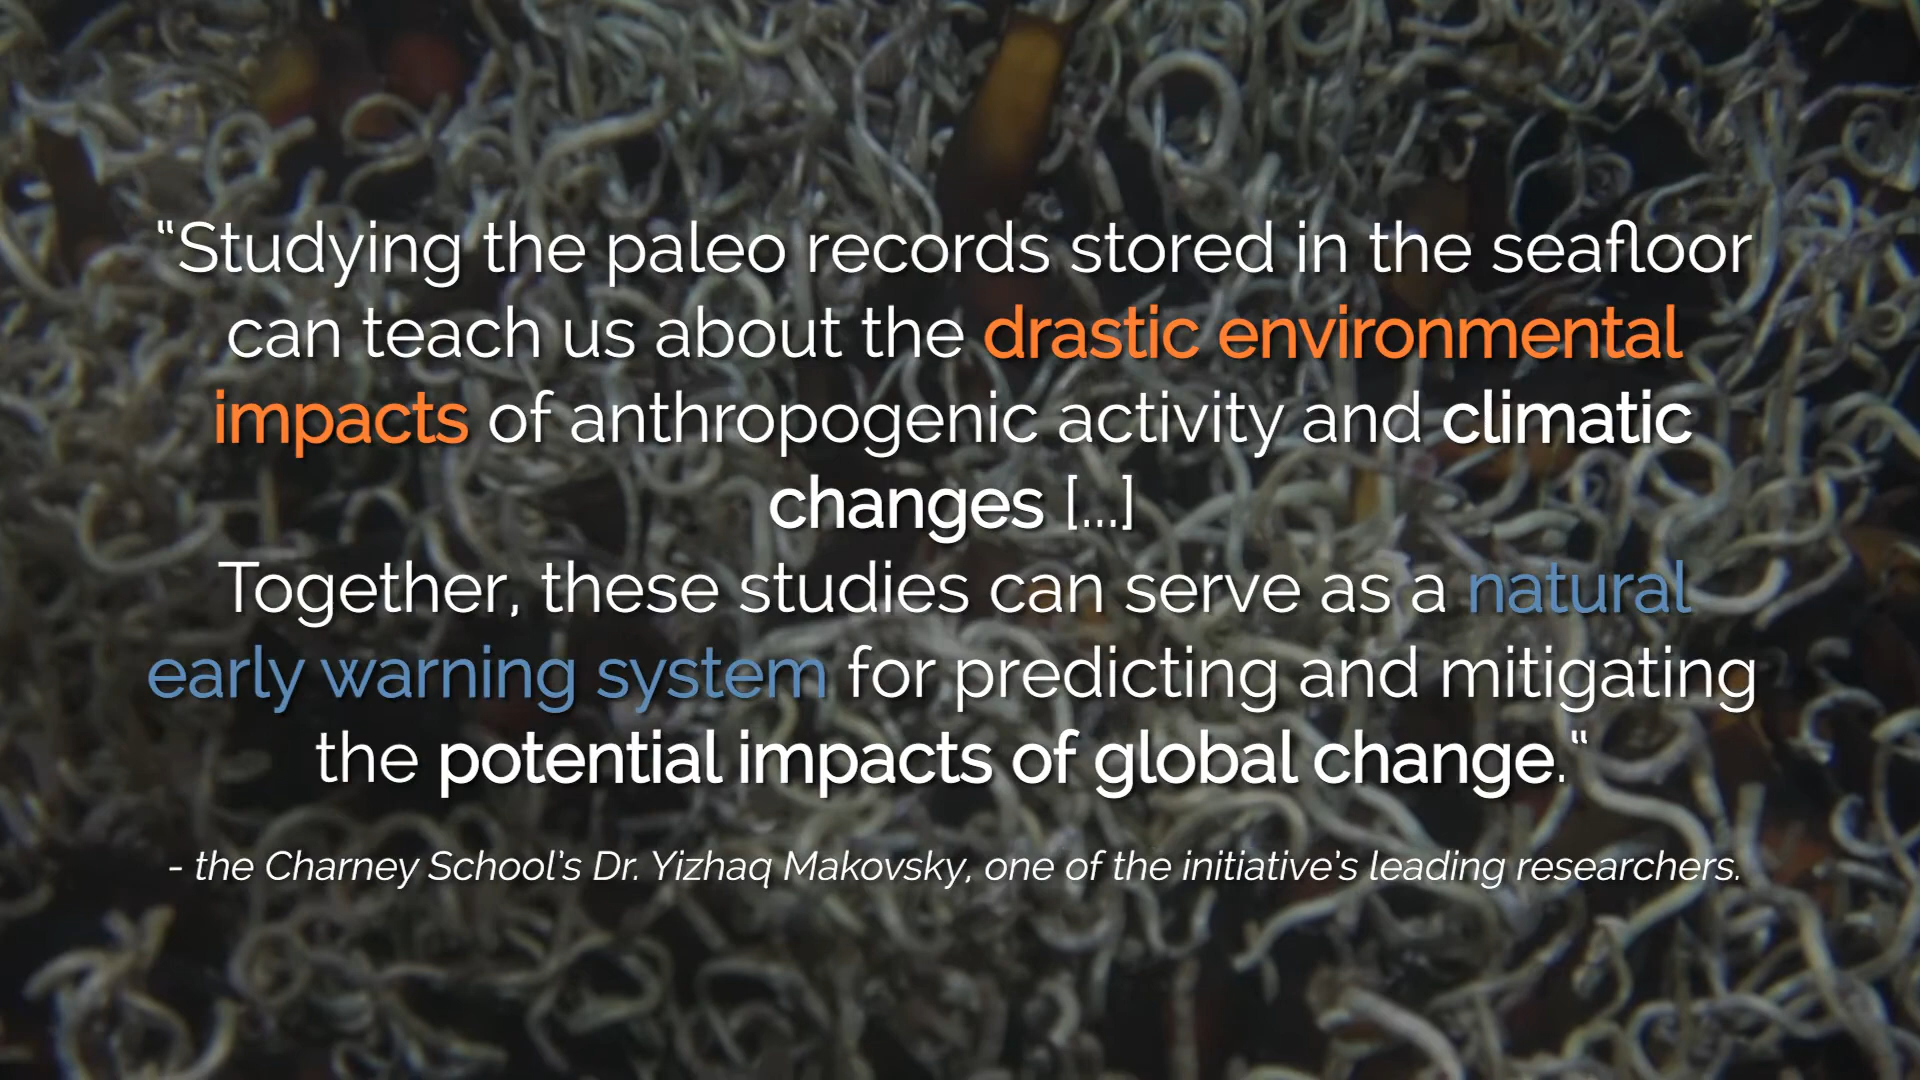 “Studying the paleo records stored in the seafloor
can teach us about the drastic environmental
impacts of anthropogenic activity and climatic
changes [...]
Together, these studies can serve as a natural
early warning system for predicting and mitigating
the potential impacts of global change.“
- the Charney School's Dr. Yizhaq Makovsky, one of the initiative's leading researchers.